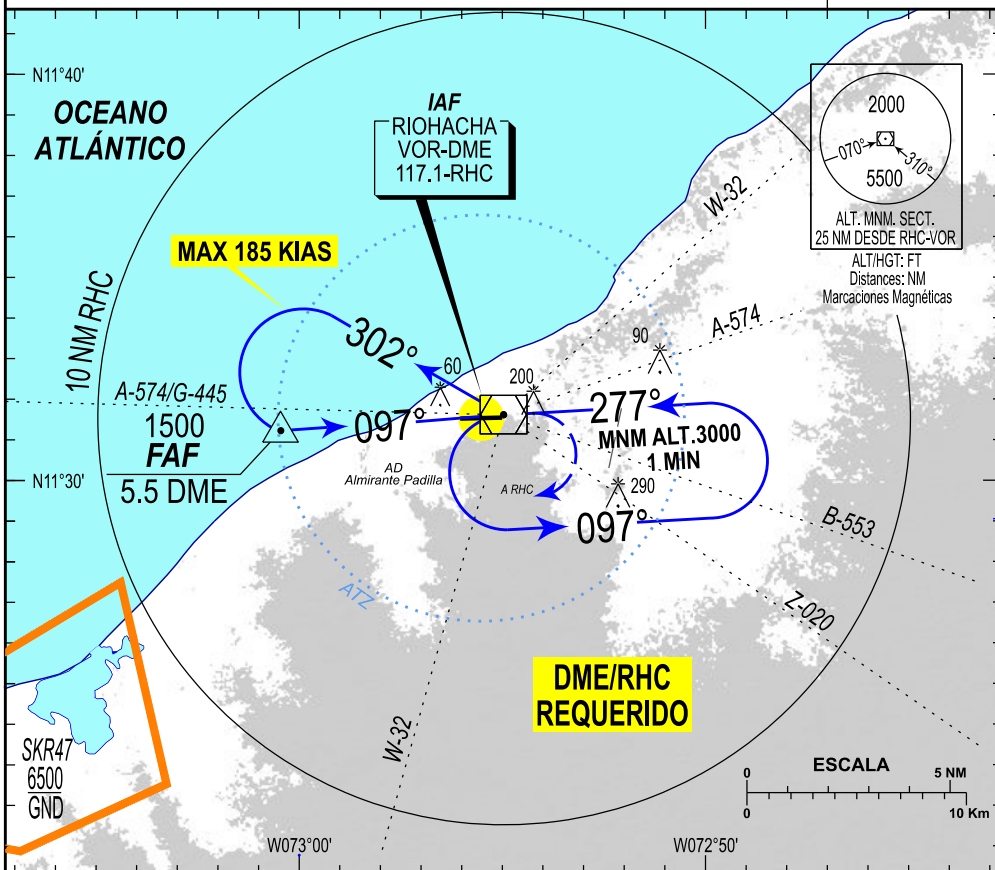 N11°40'
OCEANO
ATLÁNTICO
IAF
RIOHACHA
VOR-DME
117.1-RHC
2000
070°
310°
5500
ALT. MNM. SECT.
25 NM DESDE RHC-VOR
ALT/HGT: FT
Distances: NM
Marcaciones Magnéticas
W-32
MAX 185 KIAS
10 NM RHC
302°
A-574
90
60
200
A-574/G-445
1500
FAF
5.5 DME
097°
277°
MNM ALT.3000
1 MIN
AD
Almirante Padilla
A RHC
290
N11°30'
097°
B-553
Z-020
ATZ
DME/RHC
REQUERIDO
W-32
SKR47
6500
GND
ESCALA
0 5 NM
0 10 Km
W073°00'
W072°50'